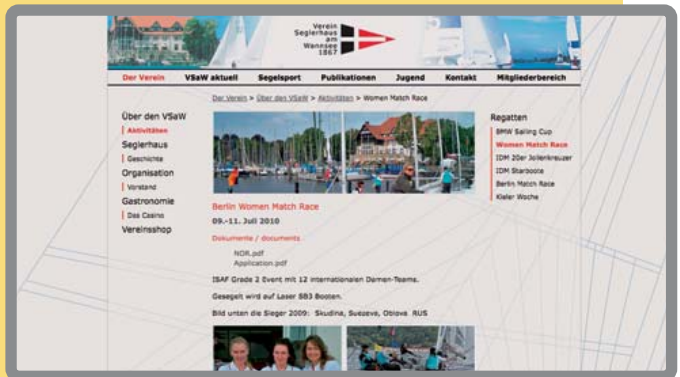 Verein
Seglerhaus
am
Wannsee
1867
Der Verein VSaW aktuell Segelsport Publikationen Jugend Kontakt Mitgliederbereich
Der Verein > Über den VSaW > Aktivitäten > Women Match Race
Über den VSaW
Aktivitäten
Seglerhaus
Geschichte
Organisation
Vorstand
Gastronomie
Das Casino
Vereinsshop
Berlin Women Match Race
09.-11. Juli 2010
Dokumente / documents
NOR.pdf
Application.pdf
ISAF Grade 2 Event mit 12 internationalen Damen-Teams.
Gesegelt wird auf Laser SB3 Booten.
Bild unten die Sieger 2009: Skudina, Suezeva, Oblova RUS
Regatten
BMW Sailing Cup
Women Match Race
IDM 20er Jollenkreuzer
IDM Starboote
Berlin Match Race
Kieler Woche